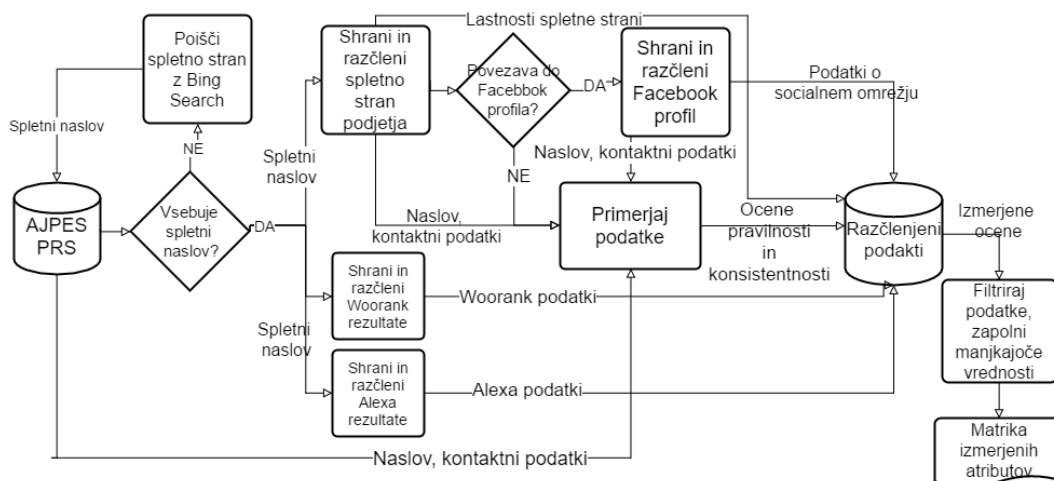 Poišči
spletno stran
z Bing
Search
Spletni naslov
NE
AJPES
PRS
Vsebuje
spletni
naslov?
DA
Spletni
naslov
Spletni
naslov
Lastnosti spletne strani
Shrani in
razčleni
spletno
stran
podjetja
Povezava do
Facebbok
profila?
DA
NE
Shrani in
razčleni
Facebook
profil
Podatki o
socialnem omrežju
Naslov, kontaktni podatki
Naslov,
kontaktni podatki
Primerjaj
podatke
Ocene
pravilnosti
in
konsistentnosti
Razčlenjeni
podakti
Izmerjene
ocene
Shrani in
razčleni
Woorank
rezultate
Woorank podatki
Shrani in
razčleni
Alexa
rezultate
Alexa podatki
Naslov, kontaktni podatki
Filtriraj
podatke,
zapolni
manjkajoče
vrednosti
Matrika
izmerjenih
atributov